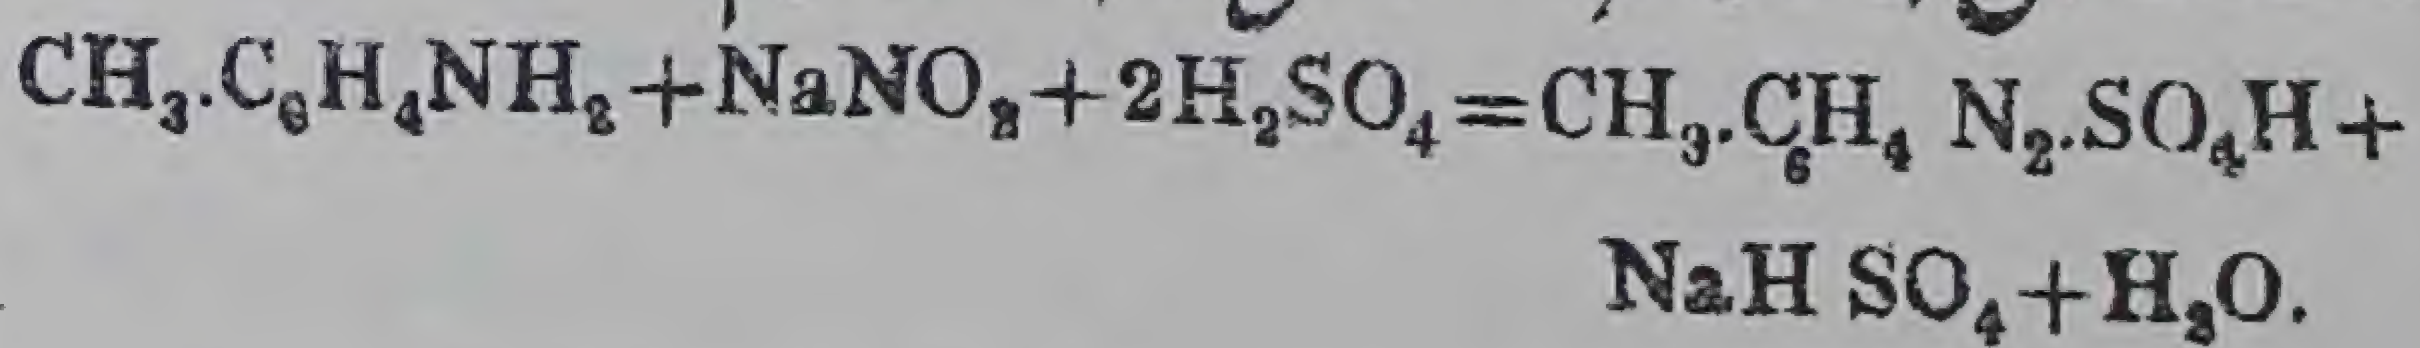 CH₃.C₆H₄NH₂+NaNO₂+2H₂SO₄=CH₃.C₆H₄ N₂.SO₄H+
NaH SO₄+H₂O.